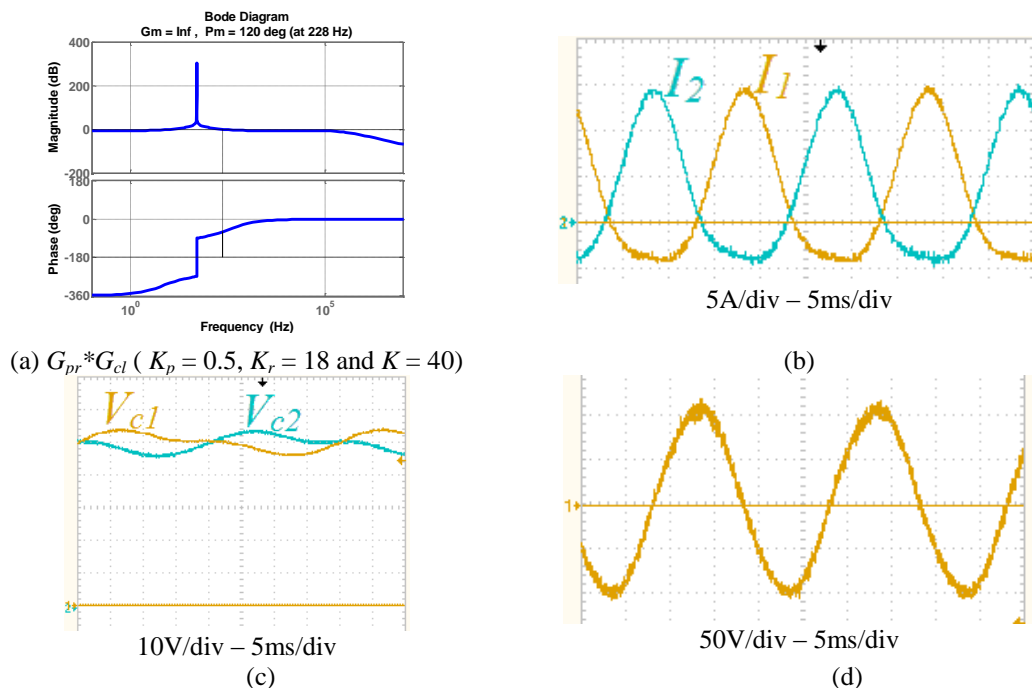 Bode Diagram
Gm = Inf , Pm = 120 deg (at 228 Hz)
Magnitude (dB)
400
200
0
-200
Phase (deg)
180
0
-180
-360
10^0
10^5
Frequency (Hz)
(a) G_pr*G_cl ( K_p = 0.5, K_r = 18 and K = 40)
I_2
I_1
5A/div – 5ms/div
(b)
V_c1
V_c2
2
10V/div – 5ms/div
(c)
1
50V/div – 5ms/div
(d)